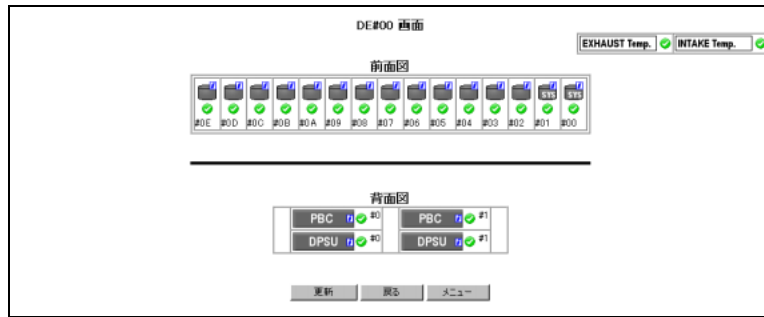 DE#00 画面
EXHAUST Temp. INTAKE Temp.
前面図
SYS SYS
#0E #0D #0C #0B #0A #09 #08 #07 #06 #05 #04 #03 #02 #01 #00
背面図
PBC #0 PBC #1
DPSU #0 DPSU #1
更新 戻る メニュー